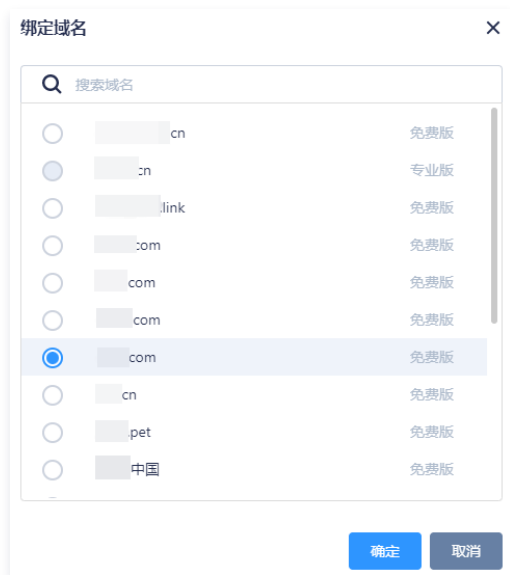 绑定域名
搜索域名
cn 免费版
cn 专业版
link 免费版
com 免费版
com 免费版
com 免费版
com 免费版
cn 免费版
.pet 免费版
中国 免费版
确定 取消